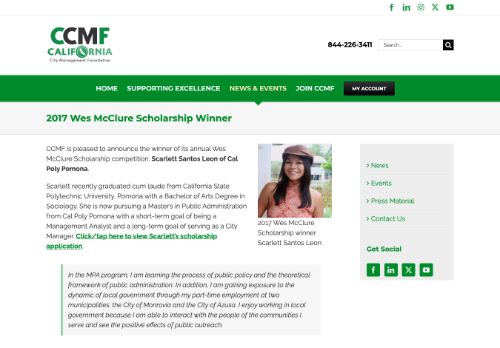 CCMF
CALIFORNIA
City Management Foundation
844-226-3411
Search...
HOME SUPPORTING EXCELLENCE NEWS & EVENTS JOIN CCMF MY ACCOUNT
2017 Wes McClure Scholarship Winner
CCMF is pleased to announce the winner of its annual Wes
McClure Scholarship competition: Scarlett Santos Leon of Cal
Poly Pomona.
Scarlett recently graduated cum laude from California State
Polytechnic University, Pomona with a Bachelor of Arts Degree in
Sociology. She is now pursuing a Master's in Public Administration
from Cal Poly Pomona with a short-term goal of being a
Management Analyst and a long-term goal of serving as a City
Manager. Click/tap here to view Scarlett's scholarship
application.
2017 Wes McClure
Scholarship winner
Scarlett Santos Leon
In the MPA program, I am learning the process of public policy and the theoretical
framework of public administration. In addition, I am gaining exposure to the
dynamic of local government through my part-time employment at two
municipalities: the City of Monrovia and the City of Azusa. I enjoy working in local
government because I am able to interact with the people of the communities I
serve and see the positive effects of public outreach.
> News
> Events
> Press Material
> Contact Us
Get Social